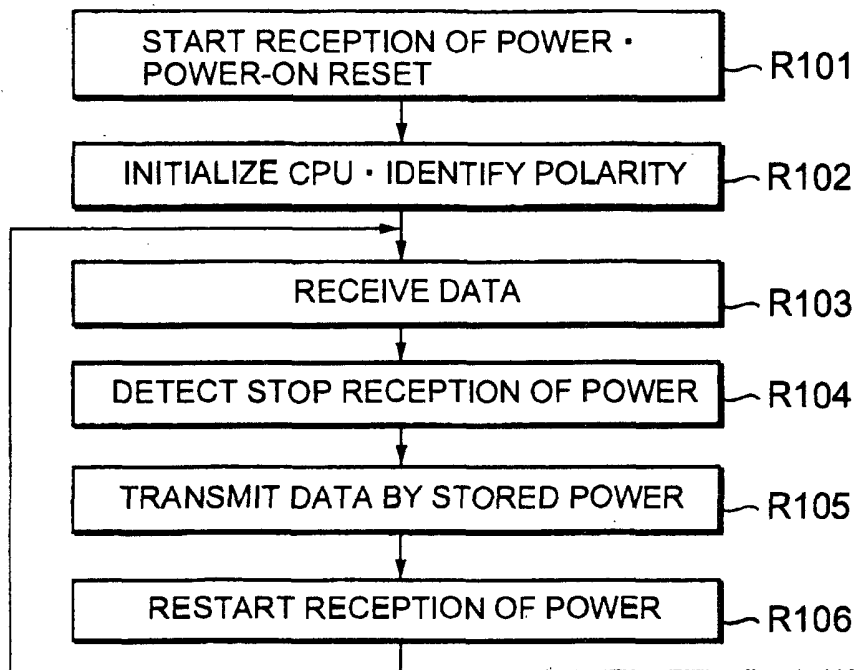 START RECEPTION OF POWER・
POWER-ON RESET
R101
INITIALIZE CPU・IDENTIFY POLARITY
R102
RECEIVE DATA
R103
DETECT STOP RECEPTION OF POWER
R104
TRANSMIT DATA BY STORED POWER
R105
RESTART RECEPTION OF POWER
R106